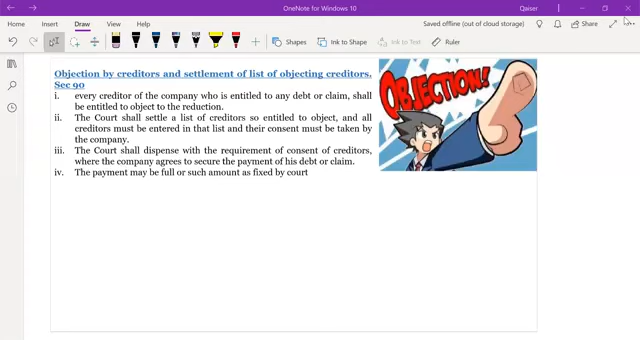 OneNote for Windows 10
Qaiser
Home
Insert
Draw
View
Help
Saved offline (out of cloud storage)
Share
Shapes
Ink to Shape
Ink to Text
Ruler
Objection by creditors and settlement of list of objecting creditors.
Sec 90
i. every creditor of the company who is entitled to any debt or claim, shall
be entitled to object to the reduction.
ii. The Court shall settle a list of creditors so entitled to object, and all
creditors must be entered in that list and their consent must be taken by
the company.
iii. The Court shall dispense with the requirement of consent of creditors,
where the company agrees to secure the payment of his debt or claim.
iv. The payment may be full or such amount as fixed by court
OBJECTION!